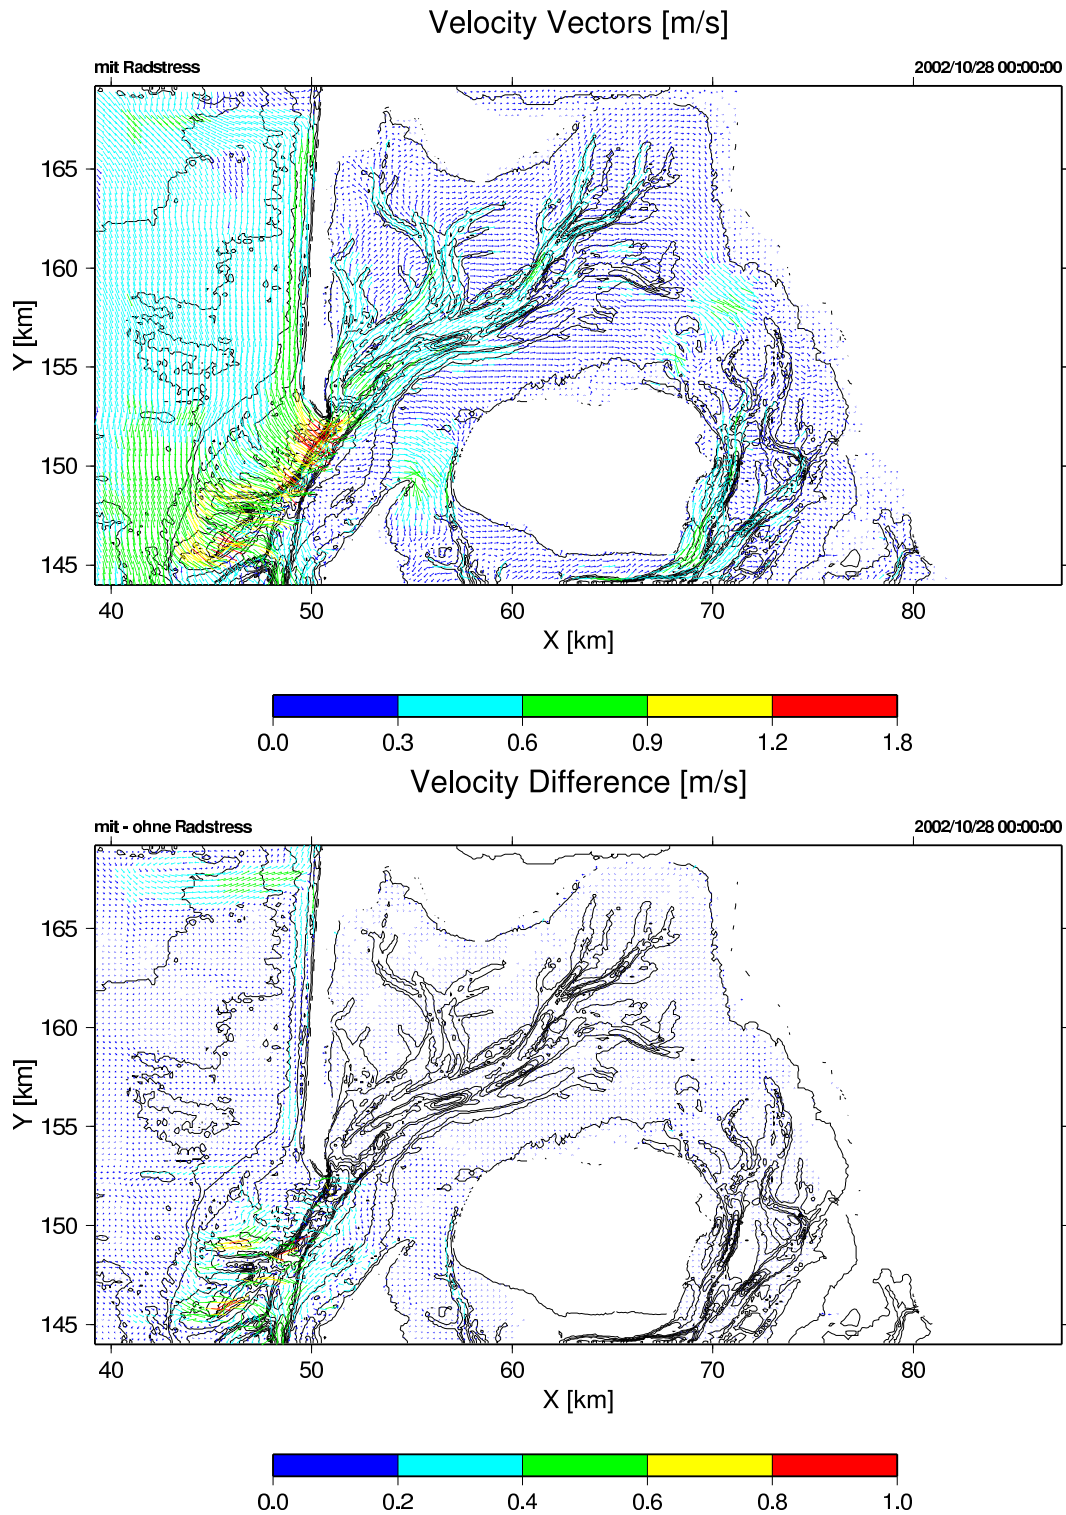 Velocity Vectors [m/s]
mit Radstress 2002/10/28 00:00:00
165
160
155
150
145
Y [km]
40 50 60 70 80
X [km]
0.0 0.3 0.6 0.9 1.2 1.8
Velocity Difference [m/s]
mit - ohne Radstress 2002/10/28 00:00:00
165
160
155
150
145
Y [km]
40 50 60 70 80
X [km]
0.0 0.2 0.4 0.6 0.8 1.0